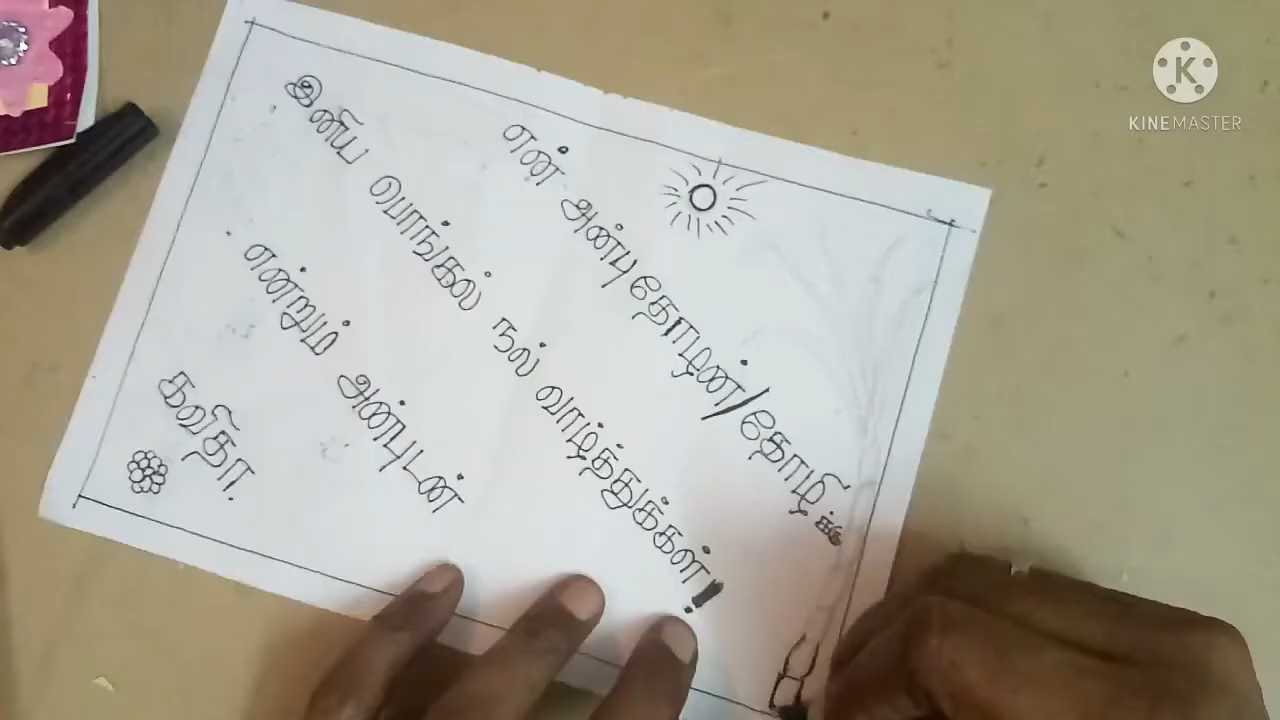 என் அன்பு தோழன்/தோழிக்கு
இனிய பொங்கல் நல் வாழ்த்துக்கள்!
என்றும் அன்புடன்
கவிதா.
KINEMASTER